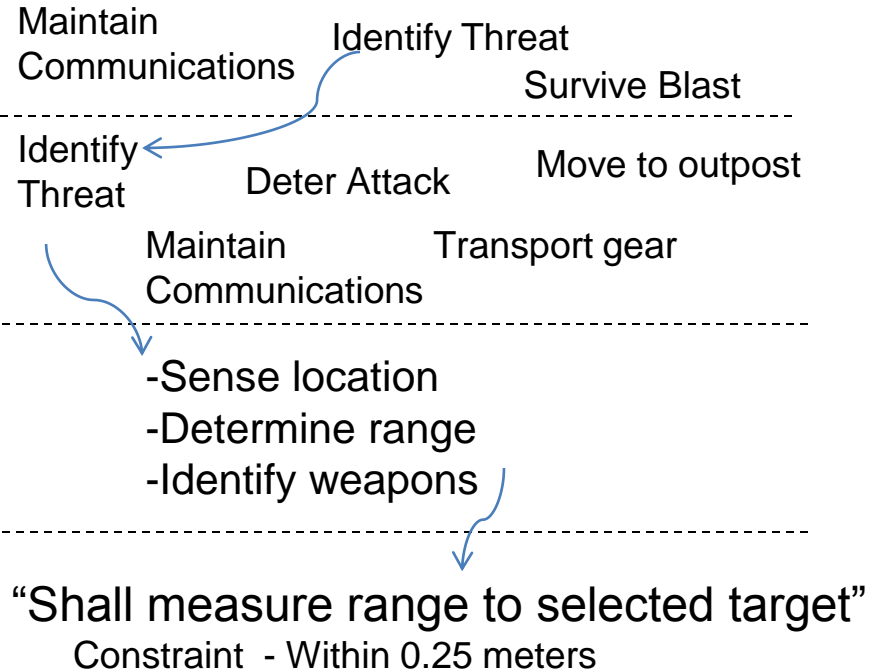 Maintain
Communications
Identify Threat
Survive Blast
Identify
Threat
Deter Attack
Move to outpost
Maintain
Communications
Transport gear
-Sense location
-Determine range
-Identify weapons
“Shall measure range to selected target”
Constraint - Within 0.25 meters